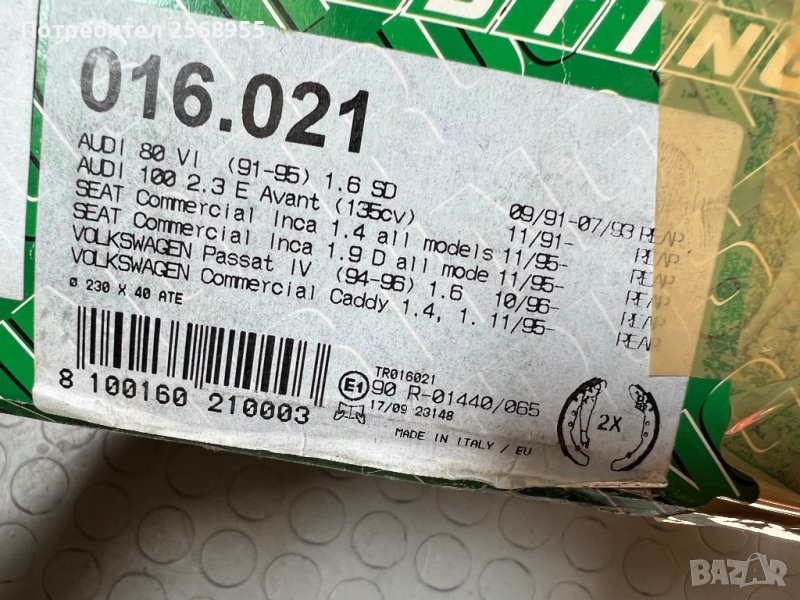 Потребител 2568955
STING
016.021
AUDI 80 VI (91-95) 1.6 SD 09/91-07/93 REAR
AUDI 100 2.3 E Avant (135cv) 11/91- REAR
SEAT Commercial Inca 1.4 all models 11/95- REAR
SEAT Commercial Inca 1.9 D all mode 11/95- REAR
VOLKSWAGEN Passat IV (94-96) 1.6 10/96- REAR
VOLKSWAGEN Commercial Caddy 1.4, 1. 11/95- REAR
ø 230 X 40 ATE
8 100160 210003
TR016021
E1 90 R-01440/065
17/09 23148
MADE IN ITALY / EU
2X
BAZAR